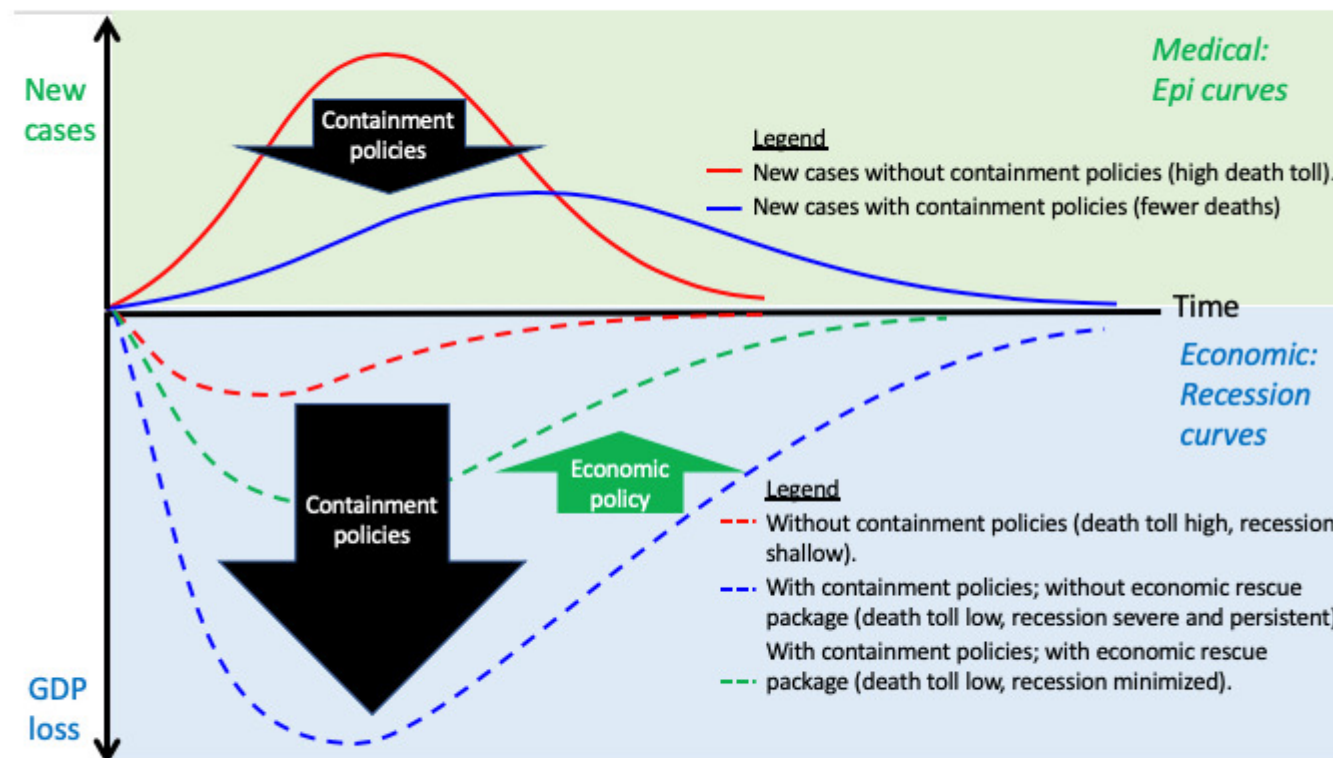 New
cases
Medical:
Epi curves
Containment
policies
Legend
New cases without containment policies (high death toll).
New cases with containment policies (fewer deaths)
Time
Economic:
Recession
curves
Economic
policy
Containment
policies
Legend
Without containment policies (death toll high, recession
shallow).
With containment policies; without economic rescue
package (death toll low, recession severe and persistent)
With containment policies; with economic rescue
package (death toll low, recession minimized).
GDP
loss